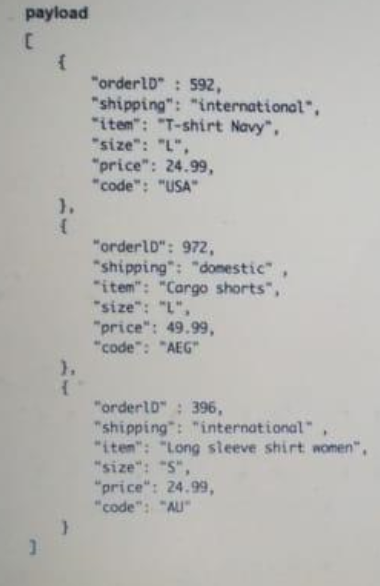 payload
[
{
"orderlD" : 592,
"shipping": "international",
"item": "T-shirt Navy",
"size": "L",
"price": 24.99,
"code": "USA"
},
{
"orderlD": 972,
"shipping": "domestic" ,
"item": "Cargo shorts",
"size": "L",
"price": 49.99,
"code": "AEG"
},
{
"orderlD" : 396,
"shipping": "international" ,
"item": "Long sleeve shirt women",
"size": "S",
"price": 24.99,
"code": "AU"
}
]